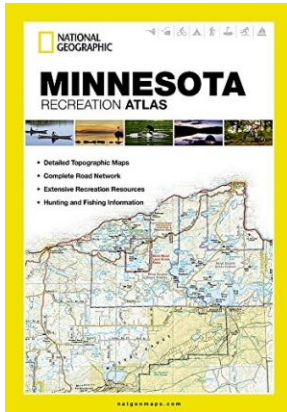 NATIONAL
GEOGRAPHIC
MINNESOTA
RECREATION ATLAS
• Detailed Topographic Maps
• Complete Road Network
• Extensive Recreation Resources
• Hunting and Fishing Information
natgeomaps.com